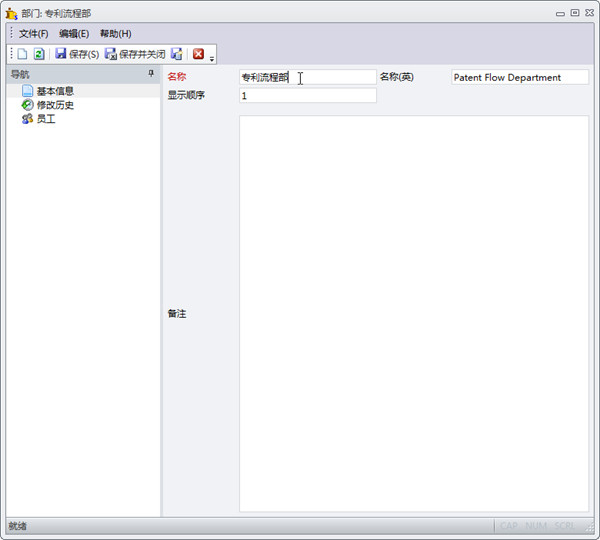 部门: 专利流程部
文件(F) 编辑(E) 帮助(H)
保存(S) 保存并关闭
导航
基本信息
修改历史
员工
名称 专利流程部 名称(英) Patent Flow Department
显示顺序 1
备注
就绪 CAP NUM SCRL